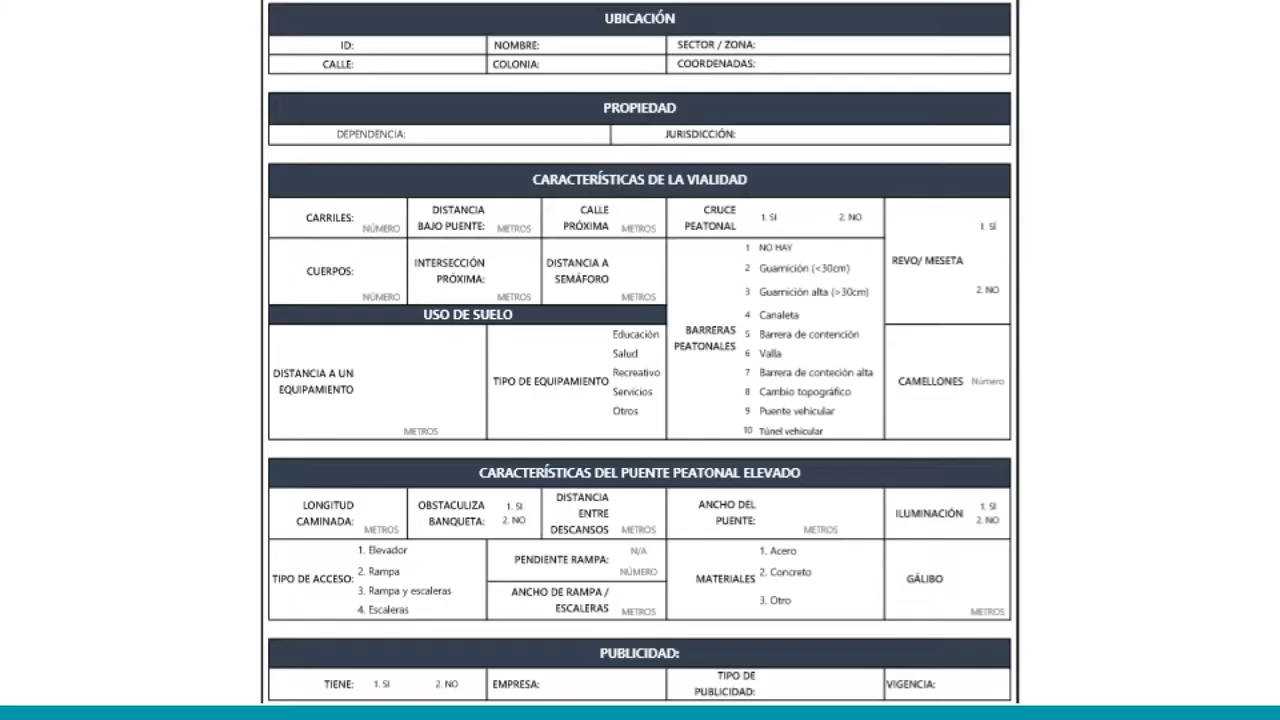 UBICACIÓN
ID: NOMBRE: SECTOR / ZONA:
CALLE: COLONIA: COORDENADAS:
PROPIEDAD
DEPENDENCIA: JURISDICCIÓN:
CARACTERÍSTICAS DE LA VIALIDAD
CARRILES: NÚMERO
DISTANCIA
BAJO PUENTE: METROS
CALLE
PRÓXIMA METROS
CRUCE
PEATONAL 1. SI 2. NO
REVO/ MESETA
1. SÍ
2. NO
CUERPOS:
NÚMERO
INTERSECCIÓN
PRÓXIMA:
METROS
DISTANCIA A
SEMÁFORO
METROS
BARRERAS
PEATONALES
1 NO HAY
2 Guarnición (<30cm)
3 Guarnición alta (>30cm)
4 Canaleta
5 Barrera de contención
6 Valla
7 Barrera de conteción alta
8 Cambio topográfico
9 Puente vehicular
10 Túnel vehicular
USO DE SUELO
DISTANCIA A UN
EQUIPAMIENTO
METROS
TIPO DE EQUIPAMIENTO
Educación
Salud
Recreativo
Servicios
Otros
CAMELLONES Número
CARACTERÍSTICAS DEL PUENTE PEATONAL ELEVADO
LONGITUD
CAMINADA: METROS
OBSTACULIZA
BANQUETA:
1. SI
2. NO
DISTANCIA
ENTRE
DESCANSOS METROS
ANCHO DEL
PUENTE:
METROS
ILUMINACIÓN
1. SI
2. NO
TIPO DE ACCESO:
1. Elevador
2. Rampa
3. Rampa y escaleras
4. Escaleras
PENDIENTE RAMPA:
N/A
NÚMERO
ANCHO DE RAMPA /
ESCALERAS METROS
MATERIALES
1. Acero
2. Concreto
3. Otro
GÁLIBO
METROS
PUBLICIDAD:
TIENE: 1. SI 2. NO
EMPRESA:
TIPO DE
PUBLICIDAD:
VIGENCIA: